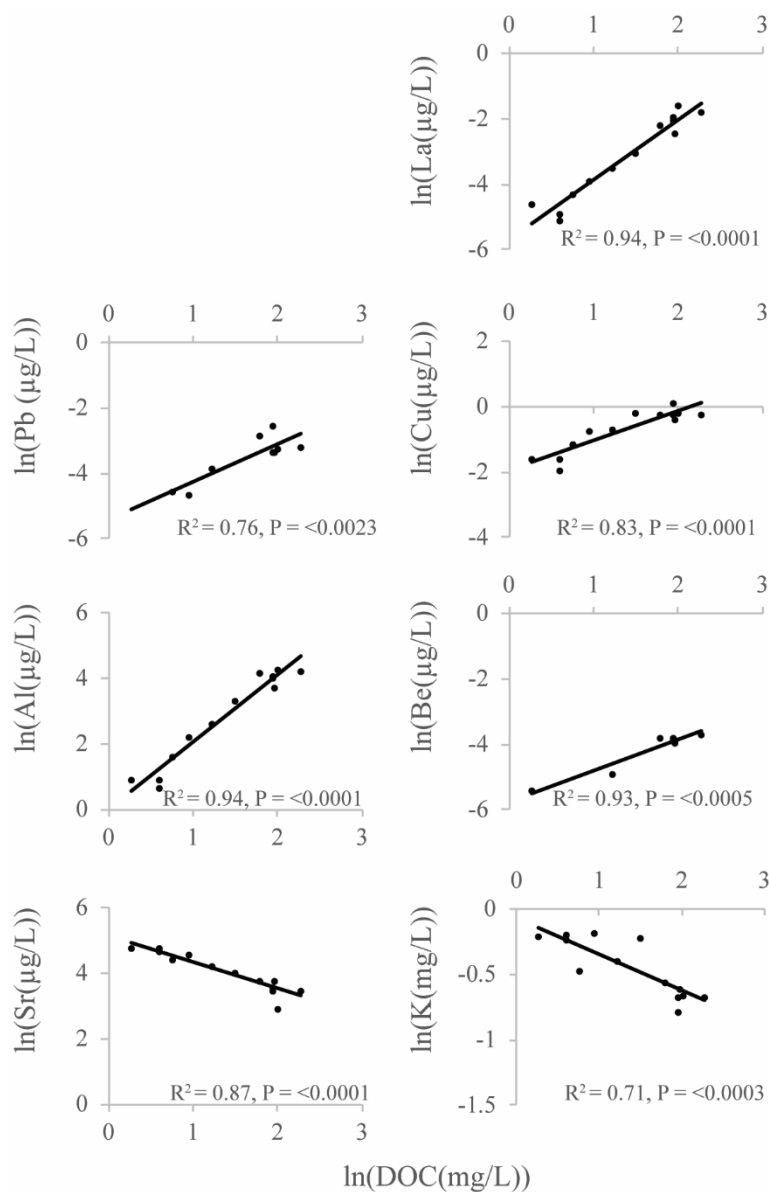 0 1 2 3
0
-2
-4
-6
ln(La(µg/L))
R² = 0.94, P = <0.0001
0 1 2 3
0
-2
-4
-6
ln(Pb (µg/L))
R² = 0.76, P = <0.0023
0 1 2 3
2
0
-2
-4
ln(Cu(µg/L))
R² = 0.83, P = <0.0001
6
4
2
0
ln(Al(µg/L))
R² = 0.94, P = <0.0001
0 1 2 3
0 1 2 3
0
-2
-4
-6
ln(Be(µg/L))
R² = 0.93, P = <0.0005
6
4
2
0
ln(Sr(µg/L))
R² = 0.87, P = <0.0001
0 1 2 3
0 1 2 3
0
-0.5
-1
-1.5
ln(K(mg/L))
R² = 0.71, P = <0.0003
ln(DOC(mg/L))